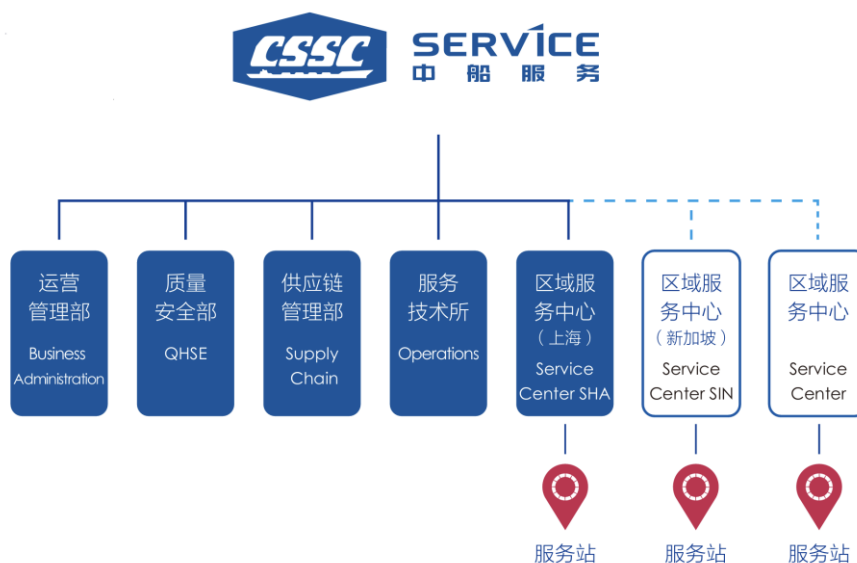 CSSC
SERVICE
中船服务
运营
管理部
Business
Administration
质量
安全部
QHSE
供应链
管理部
Supply
Chain
服务
技术所
Operations
区域服
务中心
（上海）
Service
Center SHA
区域服
务中心
（新加坡）
Service
Center SIN
区域服
务中心
Service
Center
服务站
服务站
服务站